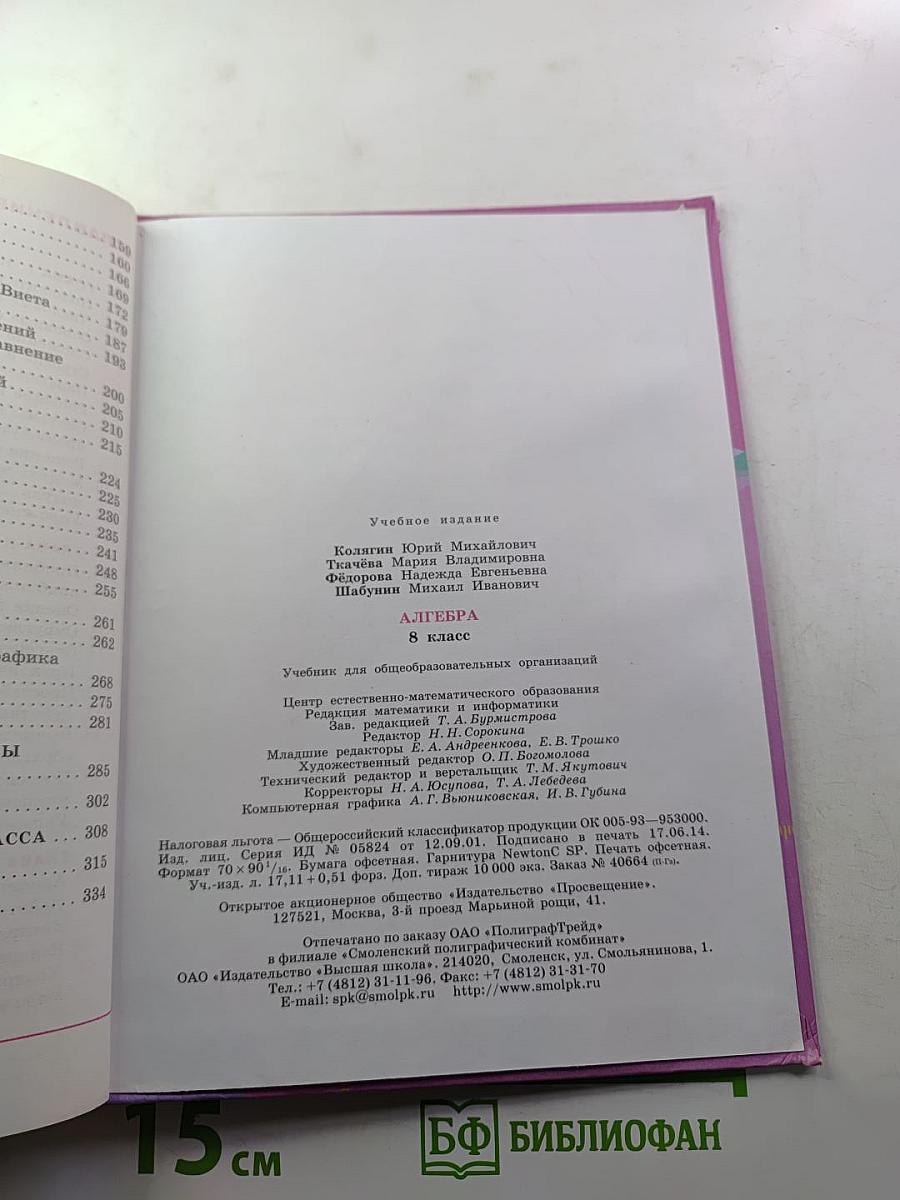 159
160
166
169
Виета 172
179
187
ений 193
авнение
200
й 205
210
215
224
225
230
235
241
248
255
261
262
рафика
268
275
281
Ы
285
302
АССА ... 308
315
334
Учебное издание
Колягин Юрий Михайлович
Ткачёва Мария Владимировна
Фёдорова Надежда Евгеньевна
Шабунин Михаил Иванович
АЛГЕБРА
8 класс
Учебник для общеобразовательных организаций
Центр естественно-математического образования
Редакция математики и информатики
Зав. редакцией Т. А. Бурмистрова
Редактор Н. Н. Сорокина
Младшие редакторы Е. А. Андреенкова, Е. В. Трошко
Художественный редактор О. П. Богомолова
Технический редактор и верстальщик Т. М. Якутович
Корректоры Н. А. Юсупова, Т. А. Лебедева
Компьютерная графика А. Г. Вьюниковская, И. В. Губина
Налоговая льгота — Общероссийский классификатор продукции ОК 005-93—953000.
Изд. лиц. Серия ИД № 05824 от 12.09.01. Подписано в печать 17.06.14.
Формат 70×90 1/16. Бумага офсетная. Гарнитура NewtonC SP. Печать офсетная.
Уч.-изд. л. 17,11+0,51 форз. Доп. тираж 10 000 экз. Заказ № 40664 (П-Гз).
Открытое акционерное общество «Издательство «Просвещение».
127521, Москва, 3-й проезд Марьиной рощи, 41.
Отпечатано по заказу ОАО «ПолиграфТрейд»
в филиале «Смоленский полиграфический комбинат»
ОАО «Издательство «Высшая школа». 214020, Смоленск, ул. Смольянинова, 1.
Тел.: +7 (4812) 31-11-96. Факс: +7 (4812) 31-31-70
E-mail: spk@smolpk.ru http://www.smolpk.ru
15 см
БФ БИБЛИОФАН